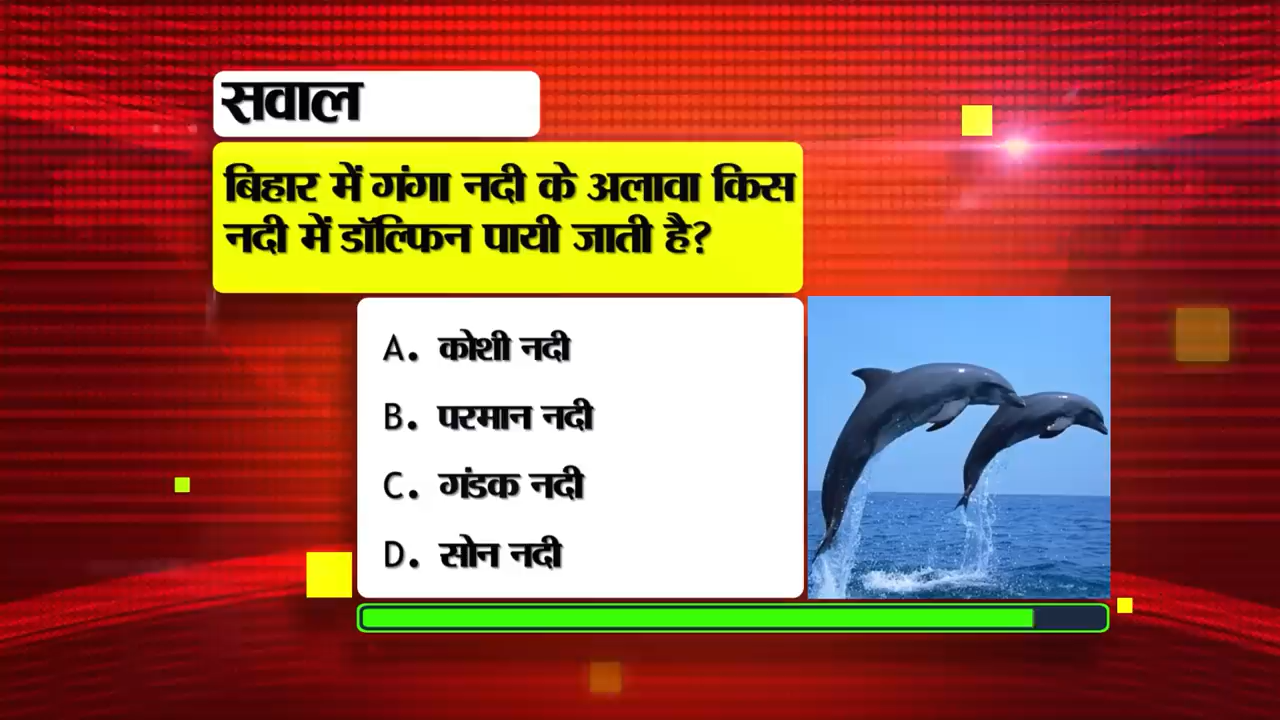 सवाल
बिहार में गंगा नदी के अलावा किस
नदी में डॉल्फिन पायी जाती है?
A. कोशी नदी
B. परमान नदी
C. गंडक नदी
D. सोन नदी